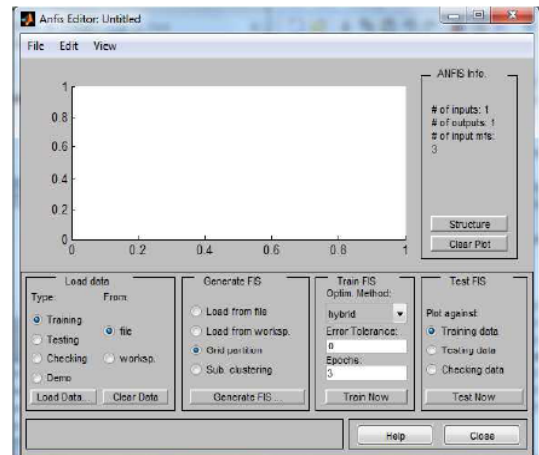 Anfis Editor: Untitled
File Edit View
ANFIS Info.
# of inputs: 1
# of outputs: 1
# of input mfs:
3
Structure
Clear Plot
1
0.8
0.6
0.4
0.2
0
0 0.2 0.4 0.6 0.8 1
Load data
Type: From:
Training
Testing
Checking
Demo
file
worksp.
Load Data... Clear Data
Generate FIS
Load from file
Load from worksp.
Grid partition
Sub. clustering
Generate FIS ...
Train FIS
Optim. Method:
hybrid
Error Tolerance:
0
Epochs:
3
Train Now
Test FIS
Plot against:
Training data
Testing data
Checking data
Test Now
Help Close